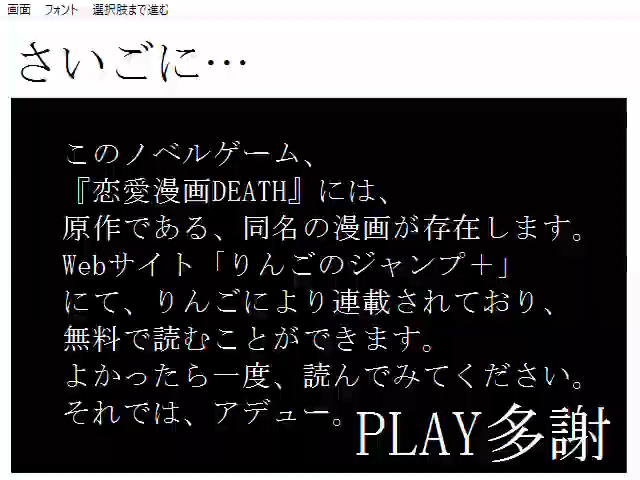 画面 フォント 選択肢まで進む
さいごに…
このノベルゲーム、
『恋愛漫画DEATH』には、
原作である、同名の漫画が存在します。
Webサイト「りんごのジャンプ＋」
にて、りんごにより連載されており、
無料で読むことができます。
よかったら一度、読んでみてください。
それでは、アデュー。
PLAY多謝